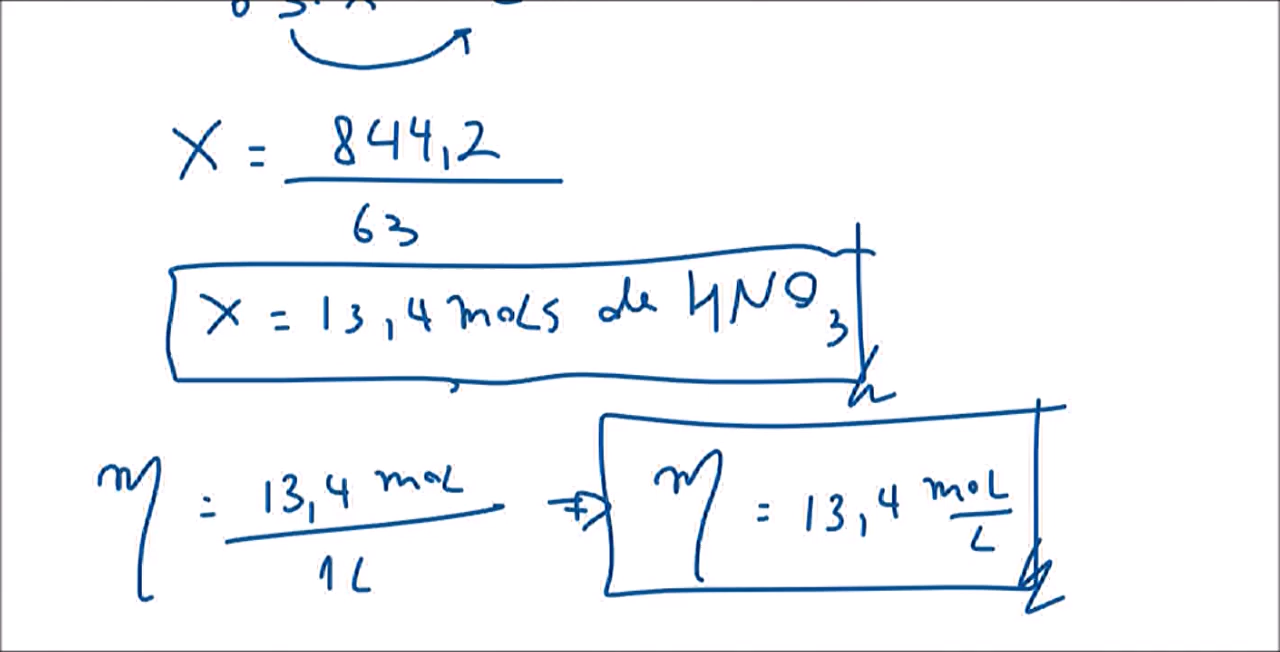 X = 844,2
63
X = 13,4 mols de HNO3
M = 13,4 mol
1L
⇒ M = 13,4 mol
L